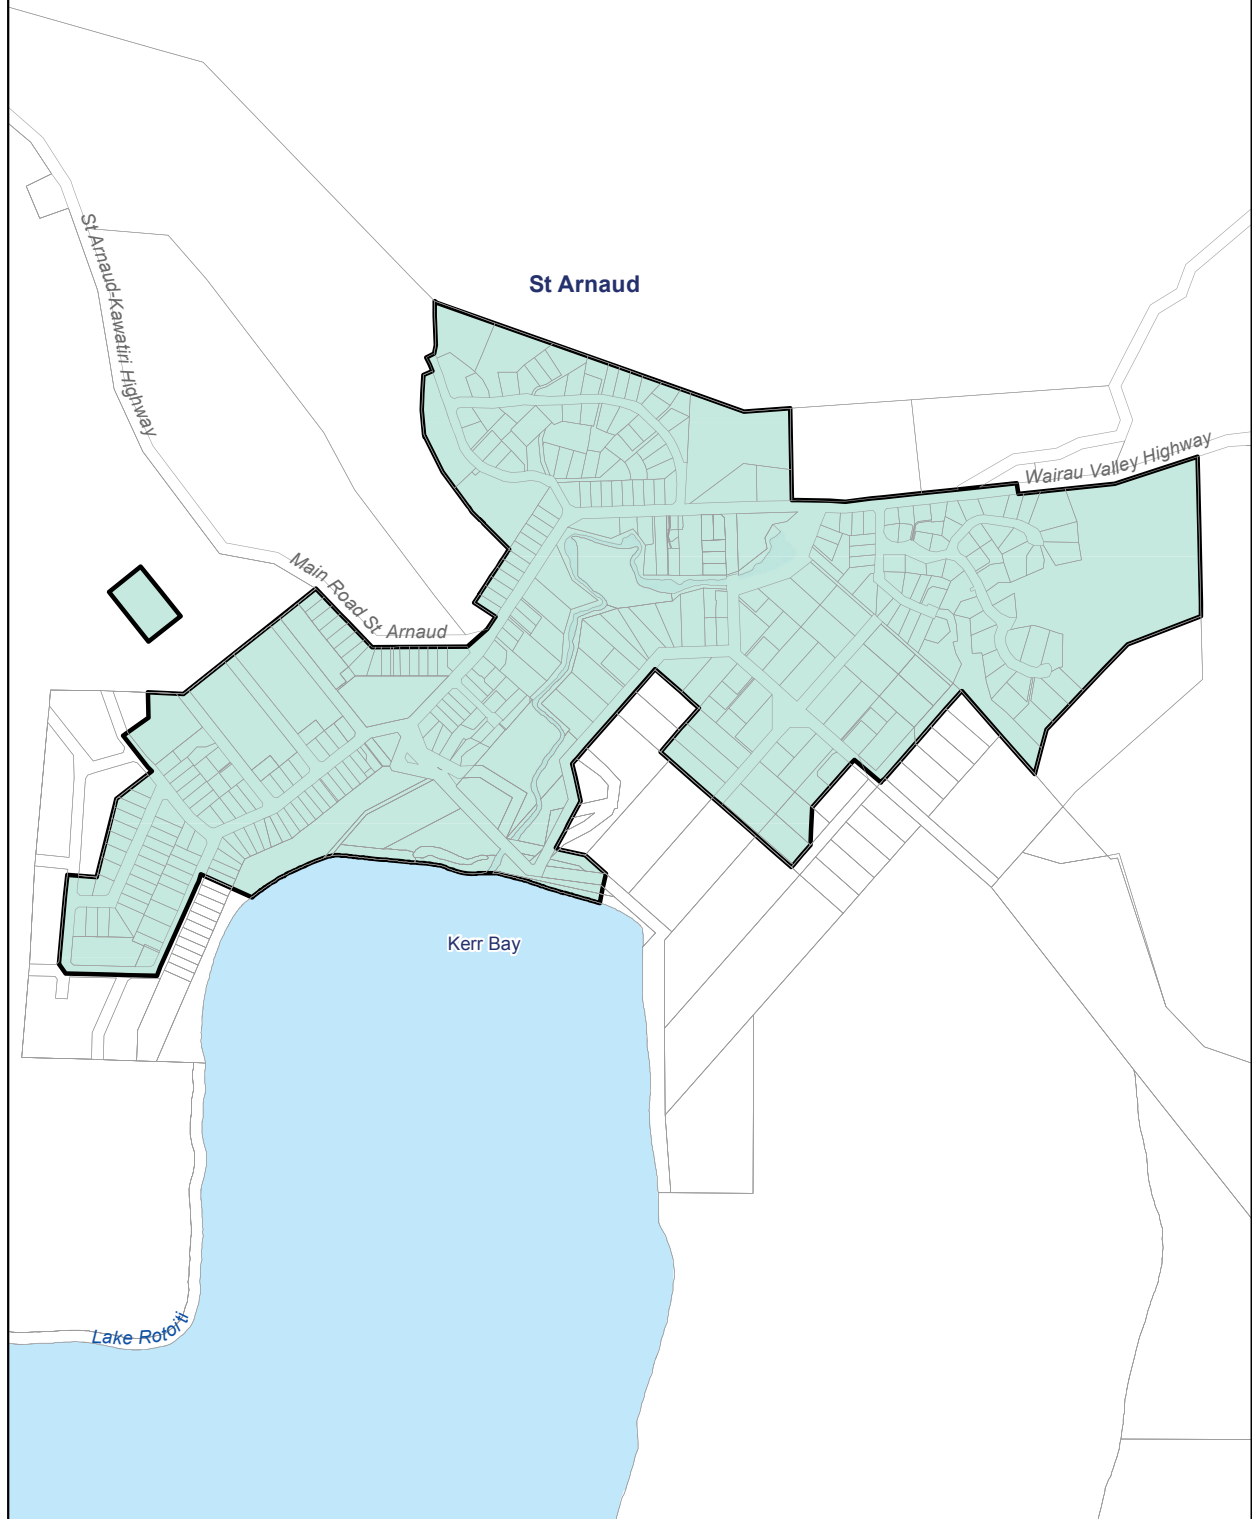 St Arnaud-Kawatiri Highway
St Arnaud
Wairau Valley Highway
Main Road St Arnaud
Kerr Bay
Lake Rotoiti